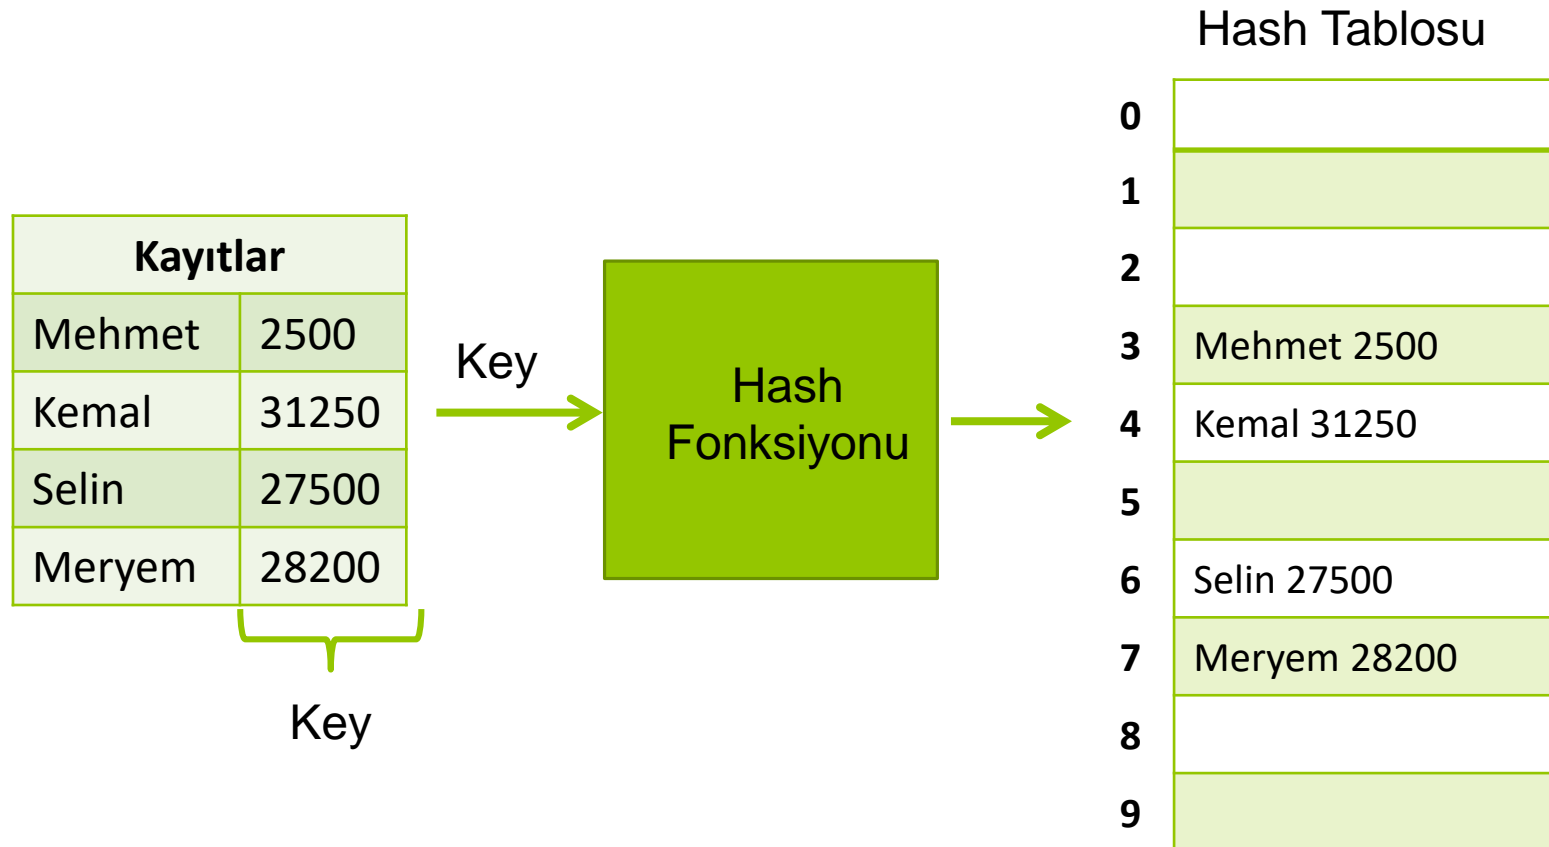 Hash Tablosu
Kayıtlar
Mehmet 2500
Kemal 31250
Selin 27500
Meryem 28200
Key
Key
Hash
Fonksiyonu
0
1
2
3 Mehmet 2500
4 Kemal 31250
5
6 Selin 27500
7 Meryem 28200
8
9